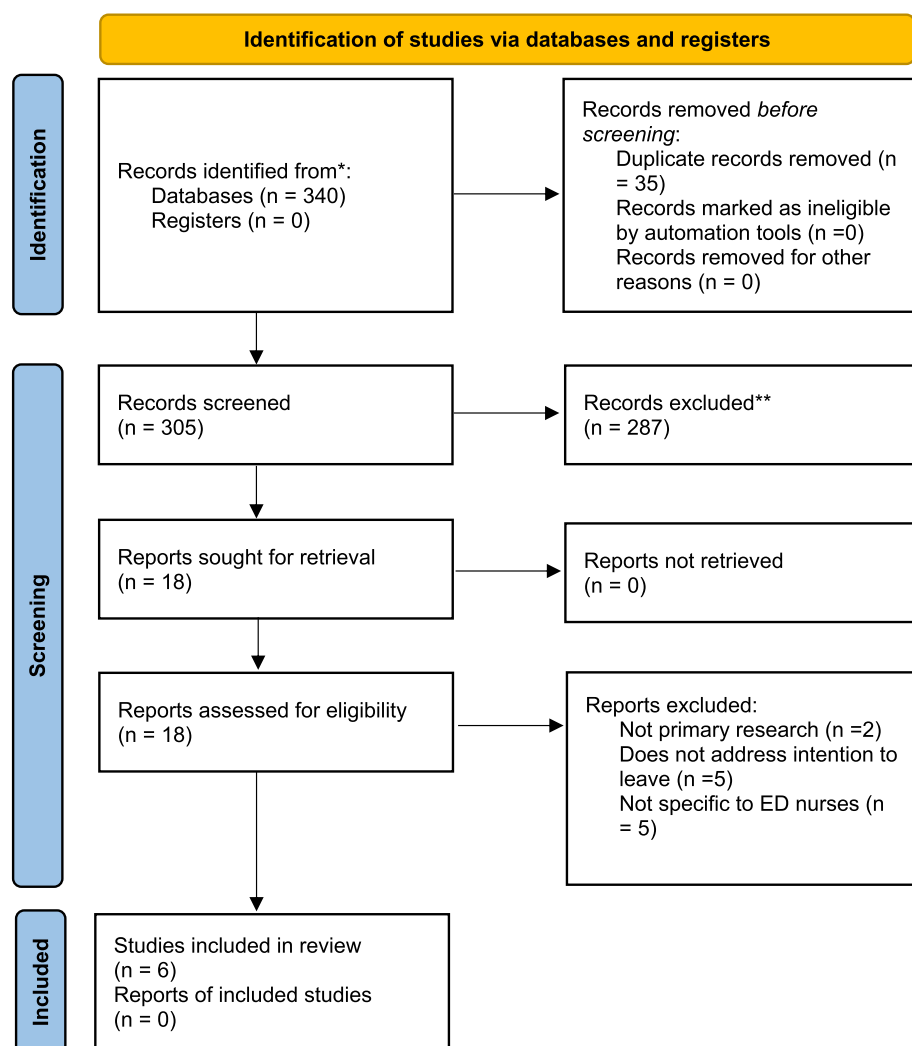 Identification of studies via databases and registers
Identification
Records identified from*:
Databases (n = 340)
Registers (n = 0)
Records removed before
screening:
Duplicate records removed (n
= 35)
Records marked as ineligible
by automation tools (n =0)
Records removed for other
reasons (n = 0)
Screening
Records screened
(n = 305)
Records excluded**
(n = 287)
Reports sought for retrieval
(n = 18)
Reports not retrieved
(n = 0)
Reports assessed for eligibility
(n = 18)
Reports excluded:
Not primary research (n =2)
Does not address intention to
leave (n =5)
Not specific to ED nurses (n
= 5)
Included
Studies included in review
(n = 6)
Reports of included studies
(n = 0)